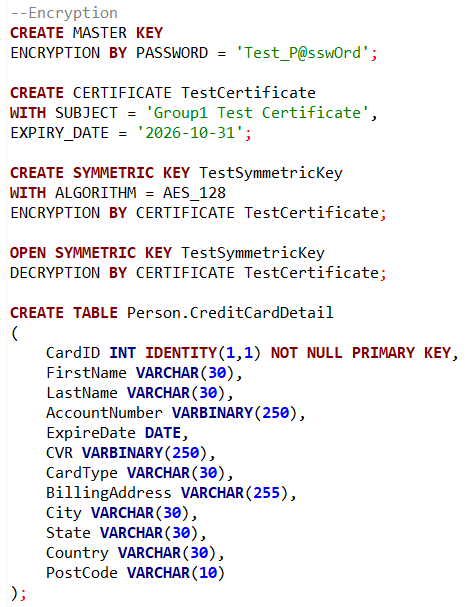 --Encryption
CREATE MASTER KEY
ENCRYPTION BY PASSWORD = 'Test_P@sswOrd';
CREATE CERTIFICATE TestCertificate
WITH SUBJECT = 'Group1 Test Certificate',
EXPIRY_DATE = '2026-10-31';
CREATE SYMMETRIC KEY TestSymmetricKey
WITH ALGORITHM = AES_128
ENCRYPTION BY CERTIFICATE TestCertificate;
OPEN SYMMETRIC KEY TestSymmetricKey
DECRYPTION BY CERTIFICATE TestCertificate;
CREATE TABLE Person.CreditCardDetail
(
    CardID INT IDENTITY(1,1) NOT NULL PRIMARY KEY,
    FirstName VARCHAR(30),
    LastName VARCHAR(30),
    AccountNumber VARBINARY(250),
    ExpireDate DATE,
    CVR VARBINARY(250),
    CardType VARCHAR(30),
    BillingAddress VARCHAR(255),
    City VARCHAR(30),
    State VARCHAR(30),
    Country VARCHAR(30),
    PostCode VARCHAR(10)
);